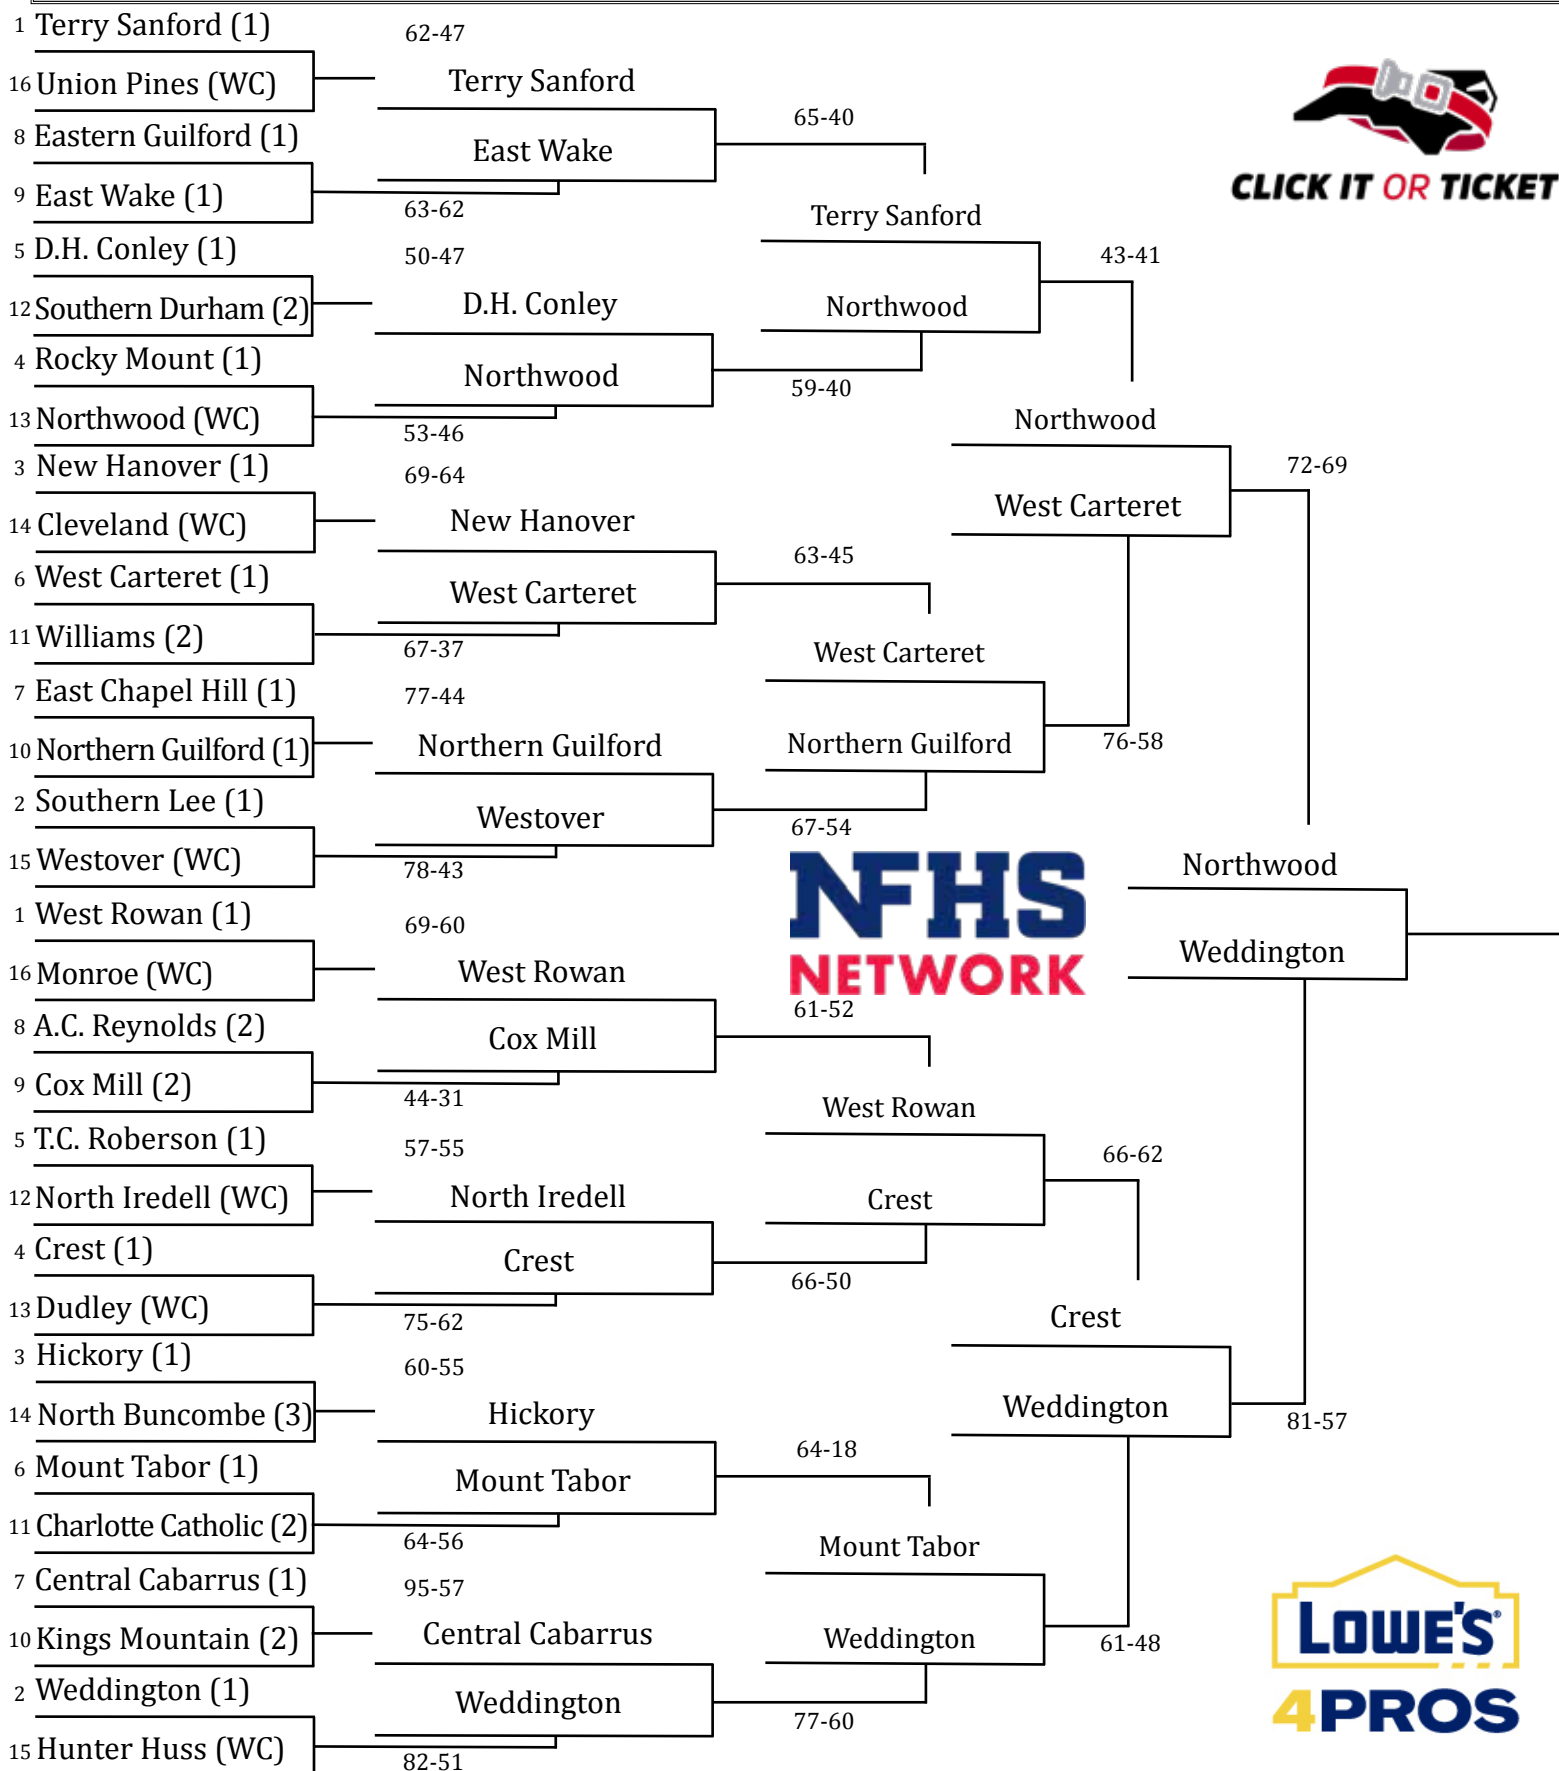 1 Terry Sanford (1)
62-47
16 Union Pines (WC)
Terry Sanford
8 Eastern Guilford (1)
65-40
East Wake
9 East Wake (1)
63-62
CLICK IT OR TICKET
Terry Sanford
5 D.H. Conley (1)
50-47
43-41
12 Southern Durham (2)
D.H. Conley
Northwood
4 Rocky Mount (1)
Northwood
59-40
13 Northwood (WC)
53-46
Northwood
3 New Hanover (1)
69-64
72-69
14 Cleveland (WC)
New Hanover
West Carteret
63-45
6 West Carteret (1)
West Carteret
11 Williams (2)
67-37
West Carteret
7 East Chapel Hill (1)
77-44
10 Northern Guilford (1)
Northern Guilford
Northern Guilford
76-58
2 Southern Lee (1)
Westover
67-54
15 Westover (WC)
78-43
NFHS
NETWORK
Northwood
1 West Rowan (1)
69-60
Weddington
16 Monroe (WC)
West Rowan
61-52
8 A.C. Reynolds (2)
Cox Mill
9 Cox Mill (2)
44-31
West Rowan
5 T.C. Roberson (1)
57-55
66-62
12 North Iredell (WC)
North Iredell
Crest
4 Crest (1)
Crest
66-50
13 Dudley (WC)
75-62
Crest
3 Hickory (1)
60-55
14 North Buncombe (3)
Hickory
Weddington
81-57
64-18
6 Mount Tabor (1)
Mount Tabor
11 Charlotte Catholic (2)
64-56
Mount Tabor
7 Central Cabarrus (1)
95-57
10 Kings Mountain (2)
Central Cabarrus
Weddington
61-48
2 Weddington (1)
Weddington
77-60
15 Hunter Huss (WC)
82-51
LOWE'S®
4PROS